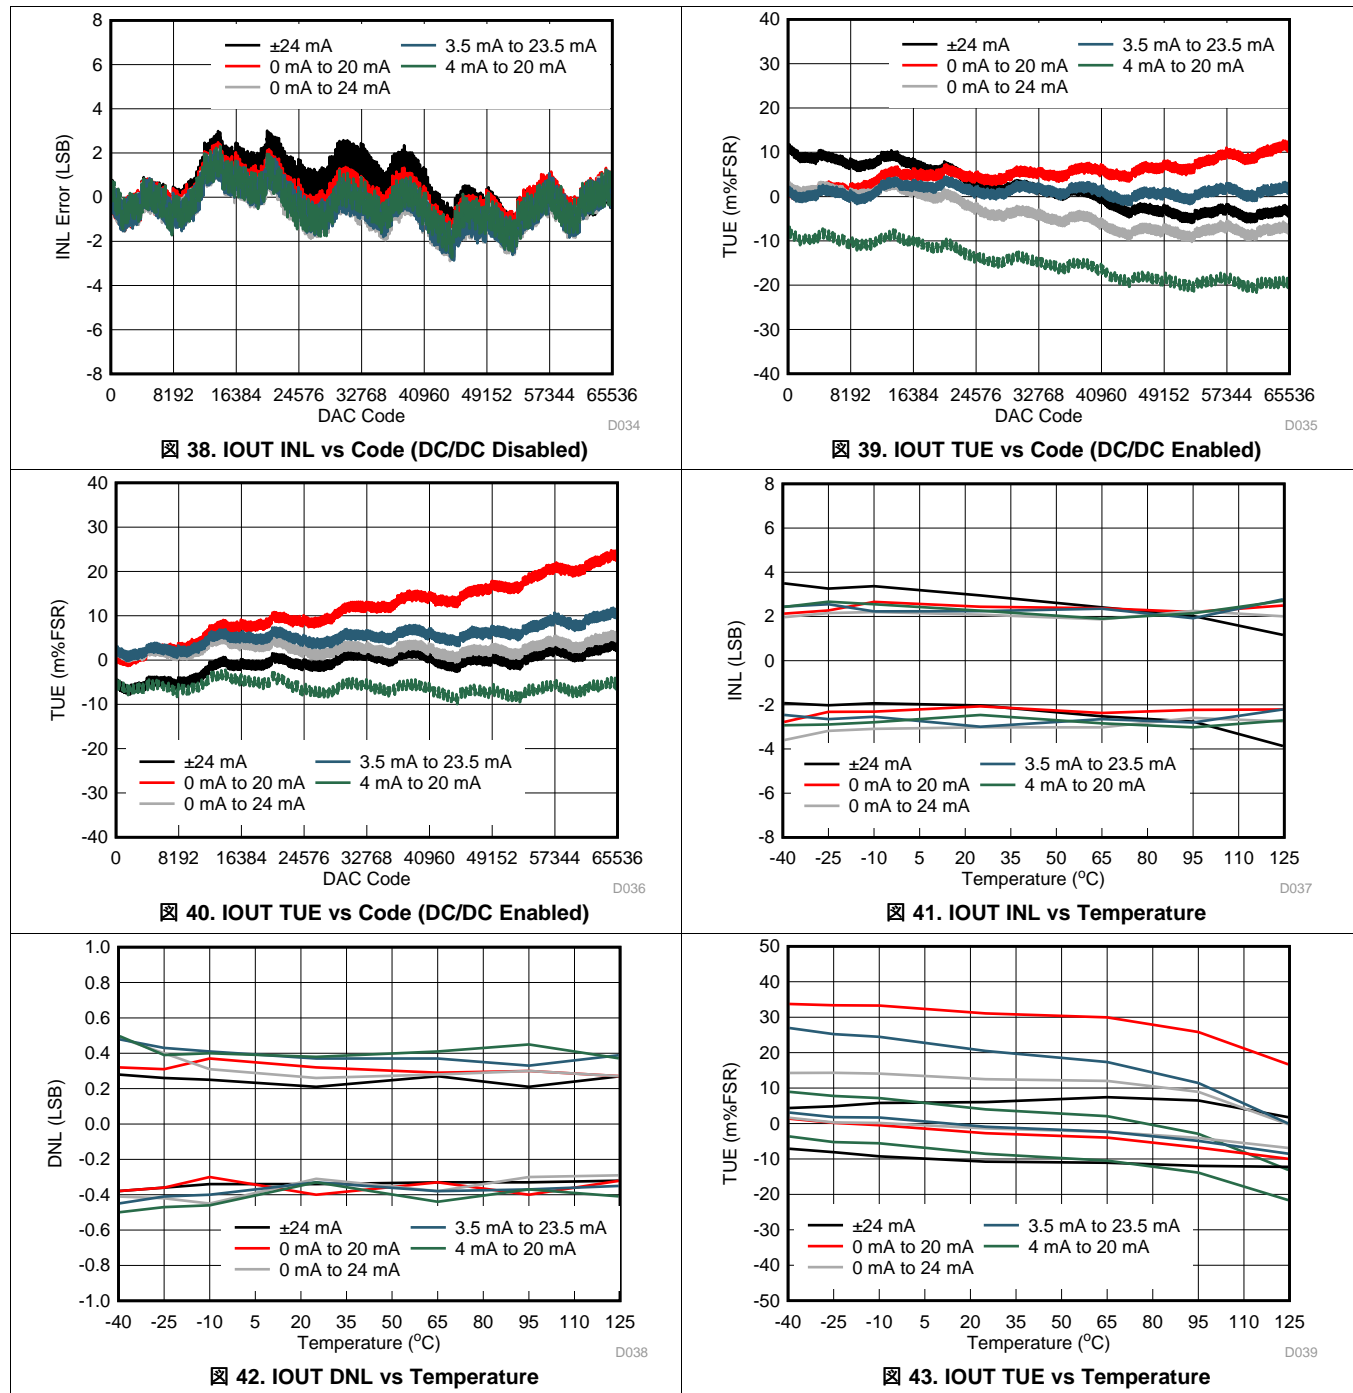 8
6
4
2
0
-2
-4
-6
-8
INL Error (LSB)
±24 mA
0 mA to 20 mA
0 mA to 24 mA
3.5 mA to 23.5 mA
4 mA to 20 mA
0 8192 16384 24576 32768 40960 49152 57344 65536
DAC Code
D034
図 38. IOUT INL vs Code (DC/DC Disabled)
40
30
20
10
0
-10
-20
-30
-40
TUE (m%FSR)
±24 mA
0 mA to 20 mA
0 mA to 24 mA
3.5 mA to 23.5 mA
4 mA to 20 mA
0 8192 16384 24576 32768 40960 49152 57344 65536
DAC Code
D035
図 39. IOUT TUE vs Code (DC/DC Enabled)
40
30
20
10
0
-10
-20
-30
-40
TUE (m%FSR)
±24 mA
0 mA to 20 mA
0 mA to 24 mA
3.5 mA to 23.5 mA
4 mA to 20 mA
0 8192 16384 24576 32768 40960 49152 57344 65536
DAC Code
D036
図 40. IOUT TUE vs Code (DC/DC Enabled)
8
6
4
2
0
-2
-4
-6
-8
INL (LSB)
±24 mA
0 mA to 20 mA
0 mA to 24 mA
3.5 mA to 23.5 mA
4 mA to 20 mA
-40 -25 -10 5 20 35 50 65 80 95 110 125
Temperature (°C)
D037
図 41. IOUT INL vs Temperature
1.0
0.8
0.6
0.4
0.2
0.0
-0.2
-0.4
-0.6
-0.8
-1.0
DNL (LSB)
±24 mA
0 mA to 20 mA
0 mA to 24 mA
3.5 mA to 23.5 mA
4 mA to 20 mA
-40 -25 -10 5 20 35 50 65 80 95 110 125
Temperature (°C)
D038
図 42. IOUT DNL vs Temperature
50
40
30
20
10
0
-10
-20
-30
-40
-50
TUE (m%FSR)
±24 mA
0 mA to 20 mA
0 mA to 24 mA
3.5 mA to 23.5 mA
4 mA to 20 mA
-40 -25 -10 5 20 35 50 65 80 95 110 125
Temperature (°C)
D039
図 43. IOUT TUE vs Temperature